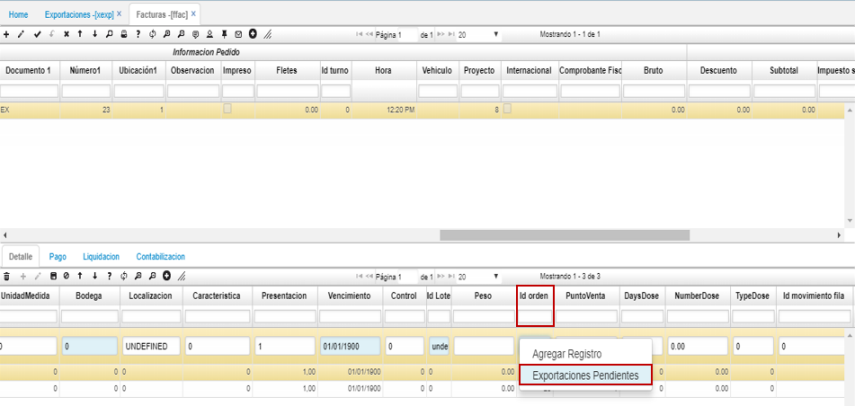 Home Exportaciones -[xexp] × Facturas -[ffac] ×
Página 1 de 1 20 Mostrando 1 - 1 de 1
Informacion Pedido
Documento 1 Número1 Ubicación1 Observacion Impreso Fletes Id turno Hora Vehiculo Proyecto Internacional Comprobante Fisc Bruto Descuento Subtotal Impuesto s
EX 23 1 0.00 0 12:20 PM 8 0.00 0.00 0.00
Detalle Pago Liquidacion Contabilizacion
Página 1 de 1 20 Mostrando 1 - 3 de 3
UnidadMedida Bodega Localizacion Caracteristica Presentacion Vencimiento Control Id Lote Peso Id orden PuntoVenta DaysDose NumberDose TypeDose Id movimiento fila
0 0 UNDEFINED 0 1 01/01/1900 0 unde 0.00 0 0
Agregar Registro
0 0 0 0 1,00 01/01/1900 0 0 0.00 Exportaciones Pendientes 0 0.00 0
0 0 0 0 1,00 01/01/1900 0 0 0.00 0 0.00 0